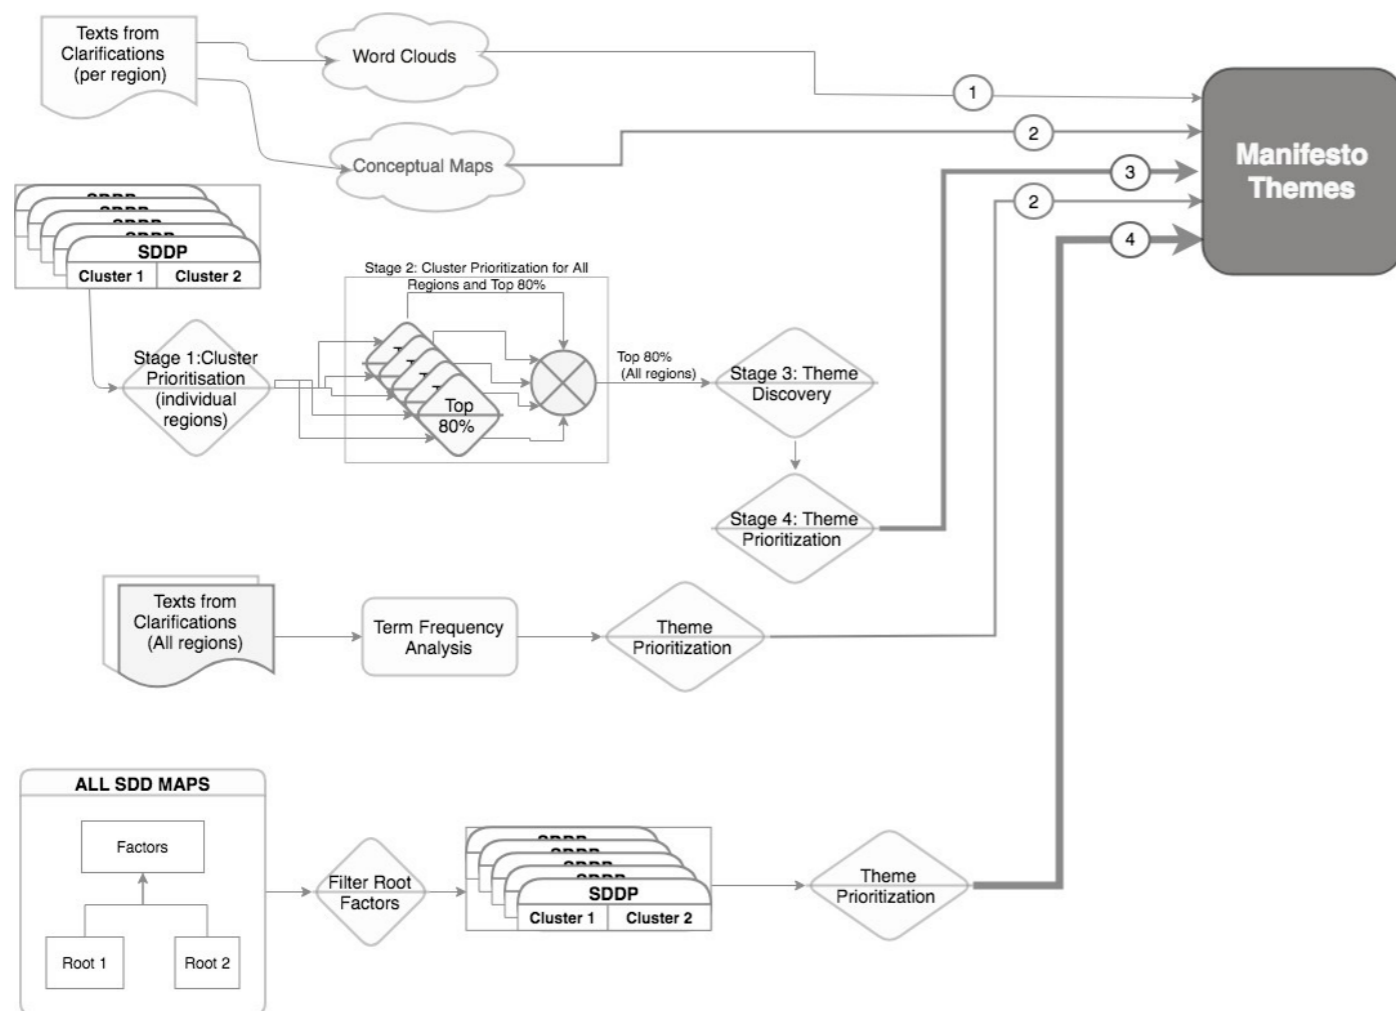 Texts from
Clarifications
(per region)
Word Clouds
1
Conceptual Maps
2
Manifesto
Themes
3
2
4
SDDP
Cluster 1
Cluster 2
Stage 2: Cluster Prioritization for All
Regions and Top 80%
Stage 1:Cluster
Prioritisation
(individual
regions)
Top
80%
Top 80%
(All regions)
Stage 3: Theme
Discovery
Stage 4: Theme
Prioritization
Texts from
Clarifications
(All regions)
Term Frequency
Analysis
Theme
Prioritization
ALL SDD MAPS
Factors
Root 1
Root 2
Filter Root
Factors
SDDP
Cluster 1
Cluster 2
Theme
Prioritization